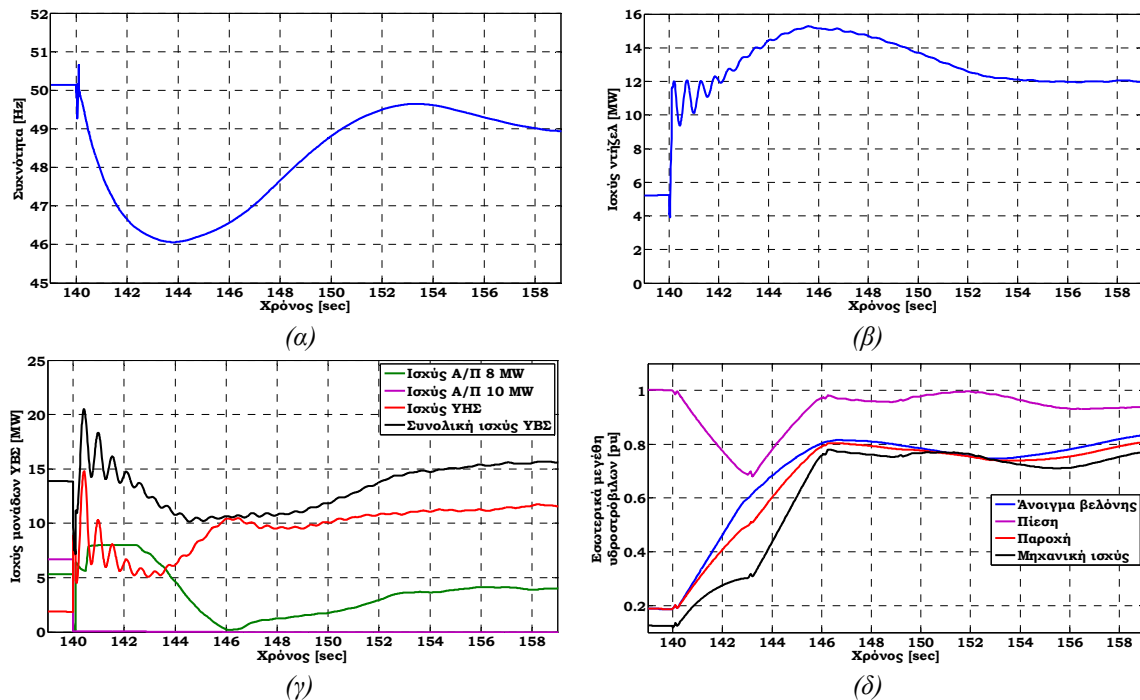 52
51
50
49
48
47
46
45
Συχνότητα [Hz]
140 142 144 146 148 150 152 154 156 158
Χρόνος [sec]
(α)
16
14
12
10
8
6
4
2
0
Ισχύς ντήζελ [MW]
140 142 144 146 148 150 152 154 156 158
Χρόνος [sec]
(β)
25
20
15
10
5
0
Ισχύς μονάδων ΥΒΣ [MW]
Ισχύς Α/Π 8 MW
Ισχύς Α/Π 10 MW
Ισχύς ΥΗΣ
Συνολική ισχύς ΥΒΣ
140 142 144 146 148 150 152 154 156 158
Χρόνος [sec]
(γ)
1
0.8
0.6
0.4
0.2
Εσωτερικά μεγέθη
υδροστρόβιλων [pu]
Άνοιγμα βελόνης
Πίεση
Παροχή
Μηχανική ισχύς
140 142 144 146 148 150 152 154 156 158
Χρόνος [sec]
(δ)